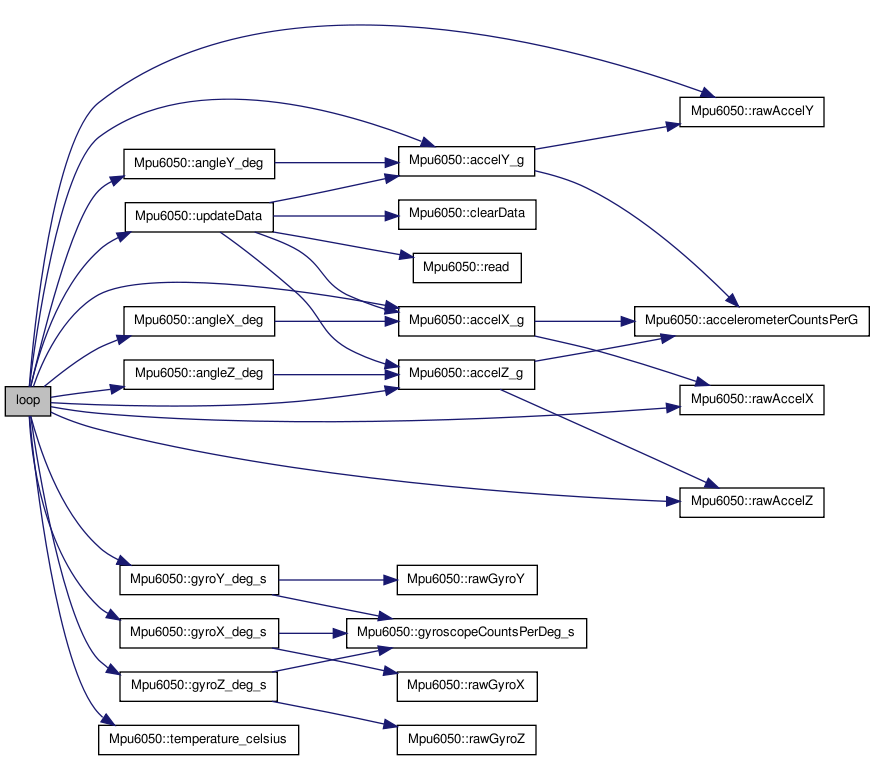 Mpu6050::rawAccelY
Mpu6050::angleY_deg
Mpu6050::accelY_g
Mpu6050::updateData
Mpu6050::clearData
Mpu6050::read
Mpu6050::angleX_deg
Mpu6050::accelX_g
Mpu6050::accelerometerCountsPerG
Mpu6050::angleZ_deg
Mpu6050::accelZ_g
loop
Mpu6050::rawAccelX
Mpu6050::rawAccelZ
Mpu6050::gyroY_deg_s
Mpu6050::rawGyroY
Mpu6050::gyroX_deg_s
Mpu6050::gyroscopeCountsPerDeg_s
Mpu6050::gyroZ_deg_s
Mpu6050::rawGyroX
Mpu6050::temperature_celsius
Mpu6050::rawGyroZ